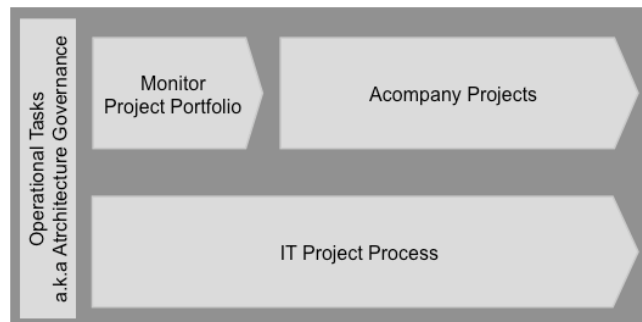 Operational Tasks
a.k.a Atrchitecture Governance
Monitor
Project Portfolio
Acompany Projects
IT Project Process